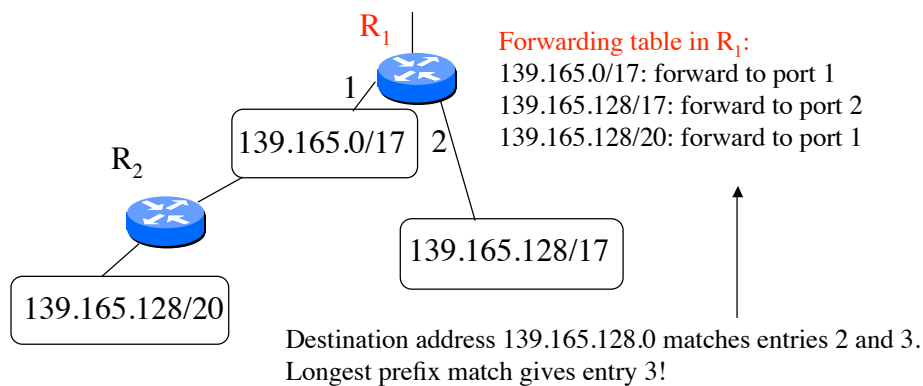 R1
Forwarding table in R1:
139.165.0/17: forward to port 1
139.165.128/17: forward to port 2
139.165.128/20: forward to port 1
1
2
139.165.0/17
R2
139.165.128/17
139.165.128/20
Destination address 139.165.128.0 matches entries 2 and 3.
Longest prefix match gives entry 3!